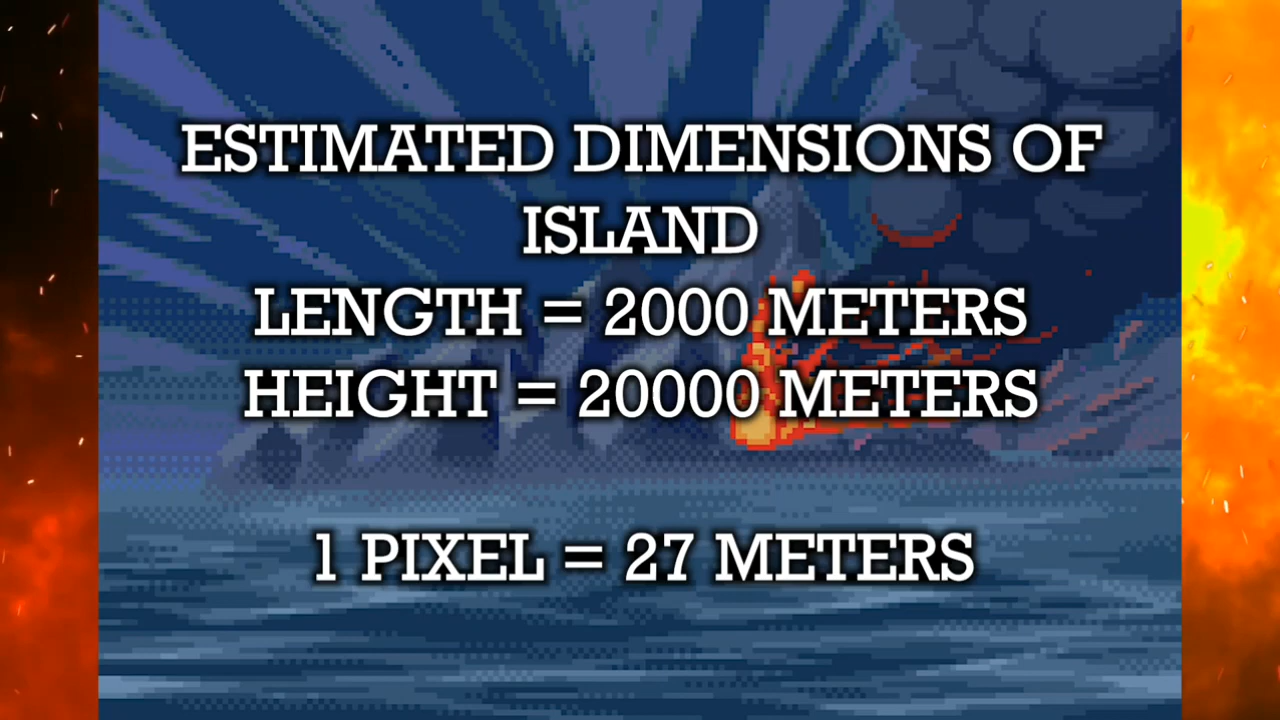 ESTIMATED DIMENSIONS OF
ISLAND
LENGTH = 2000 METERS
HEIGHT = 20000 METERS
1 PIXEL = 27 METERS